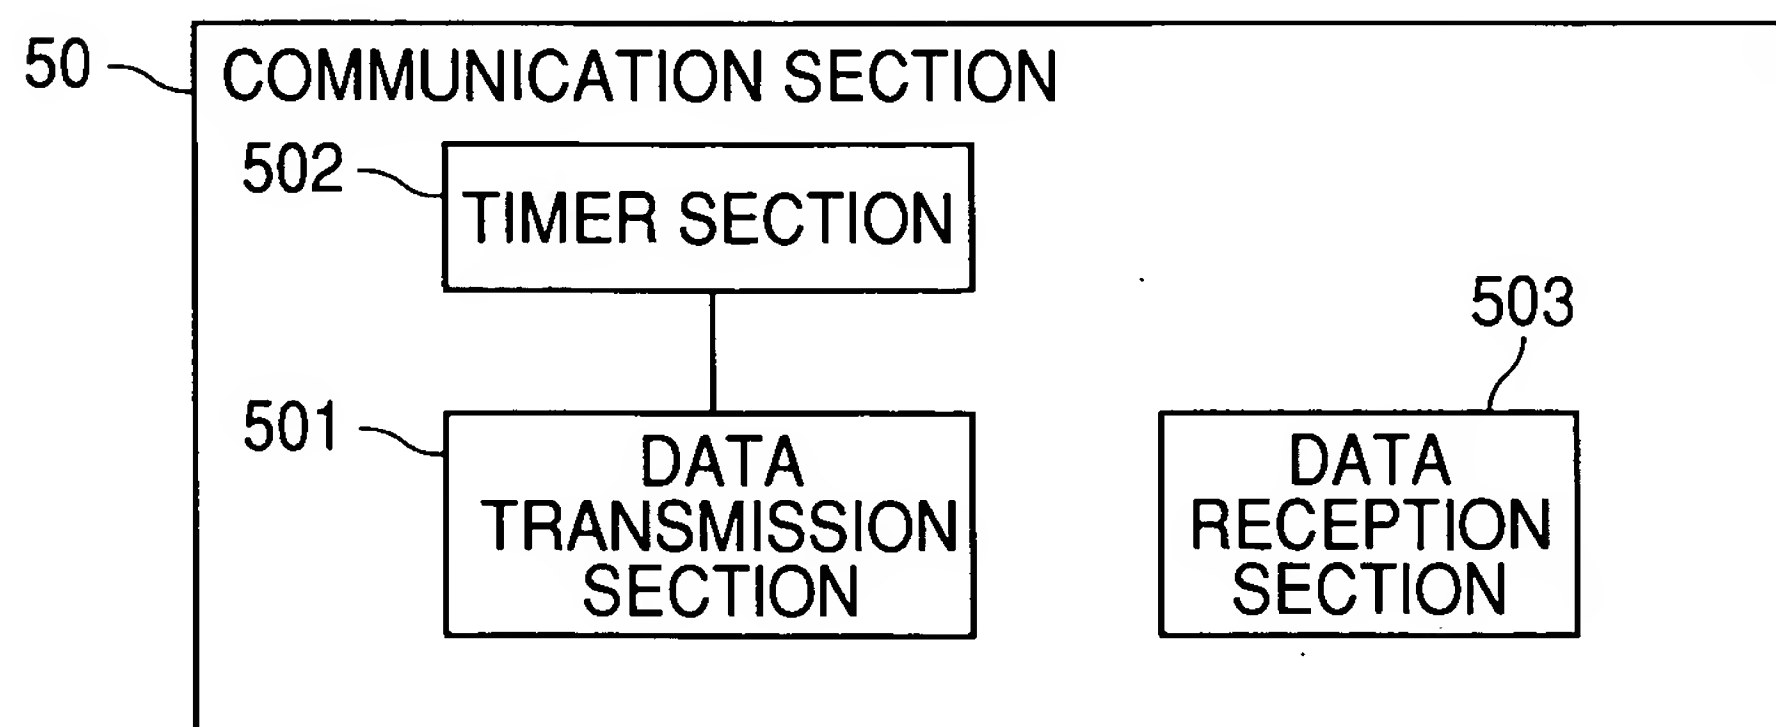 50
COMMUNICATION SECTION
502
TIMER SECTION
503
501
DATA
TRANSMISSION
SECTION
DATA
RECEPTION
SECTION